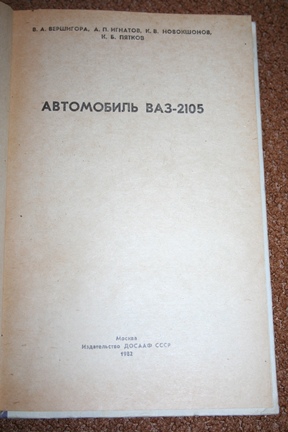 В. А. ВЕРШИГОРА, А. П. ИГНАТОВ, К. В. НОВОКШОНОВ,
К. Б. ПЯТКОВ
АВТОМОБИЛЬ ВАЗ-2105
Москва
Издательство ДОСААФ СССР